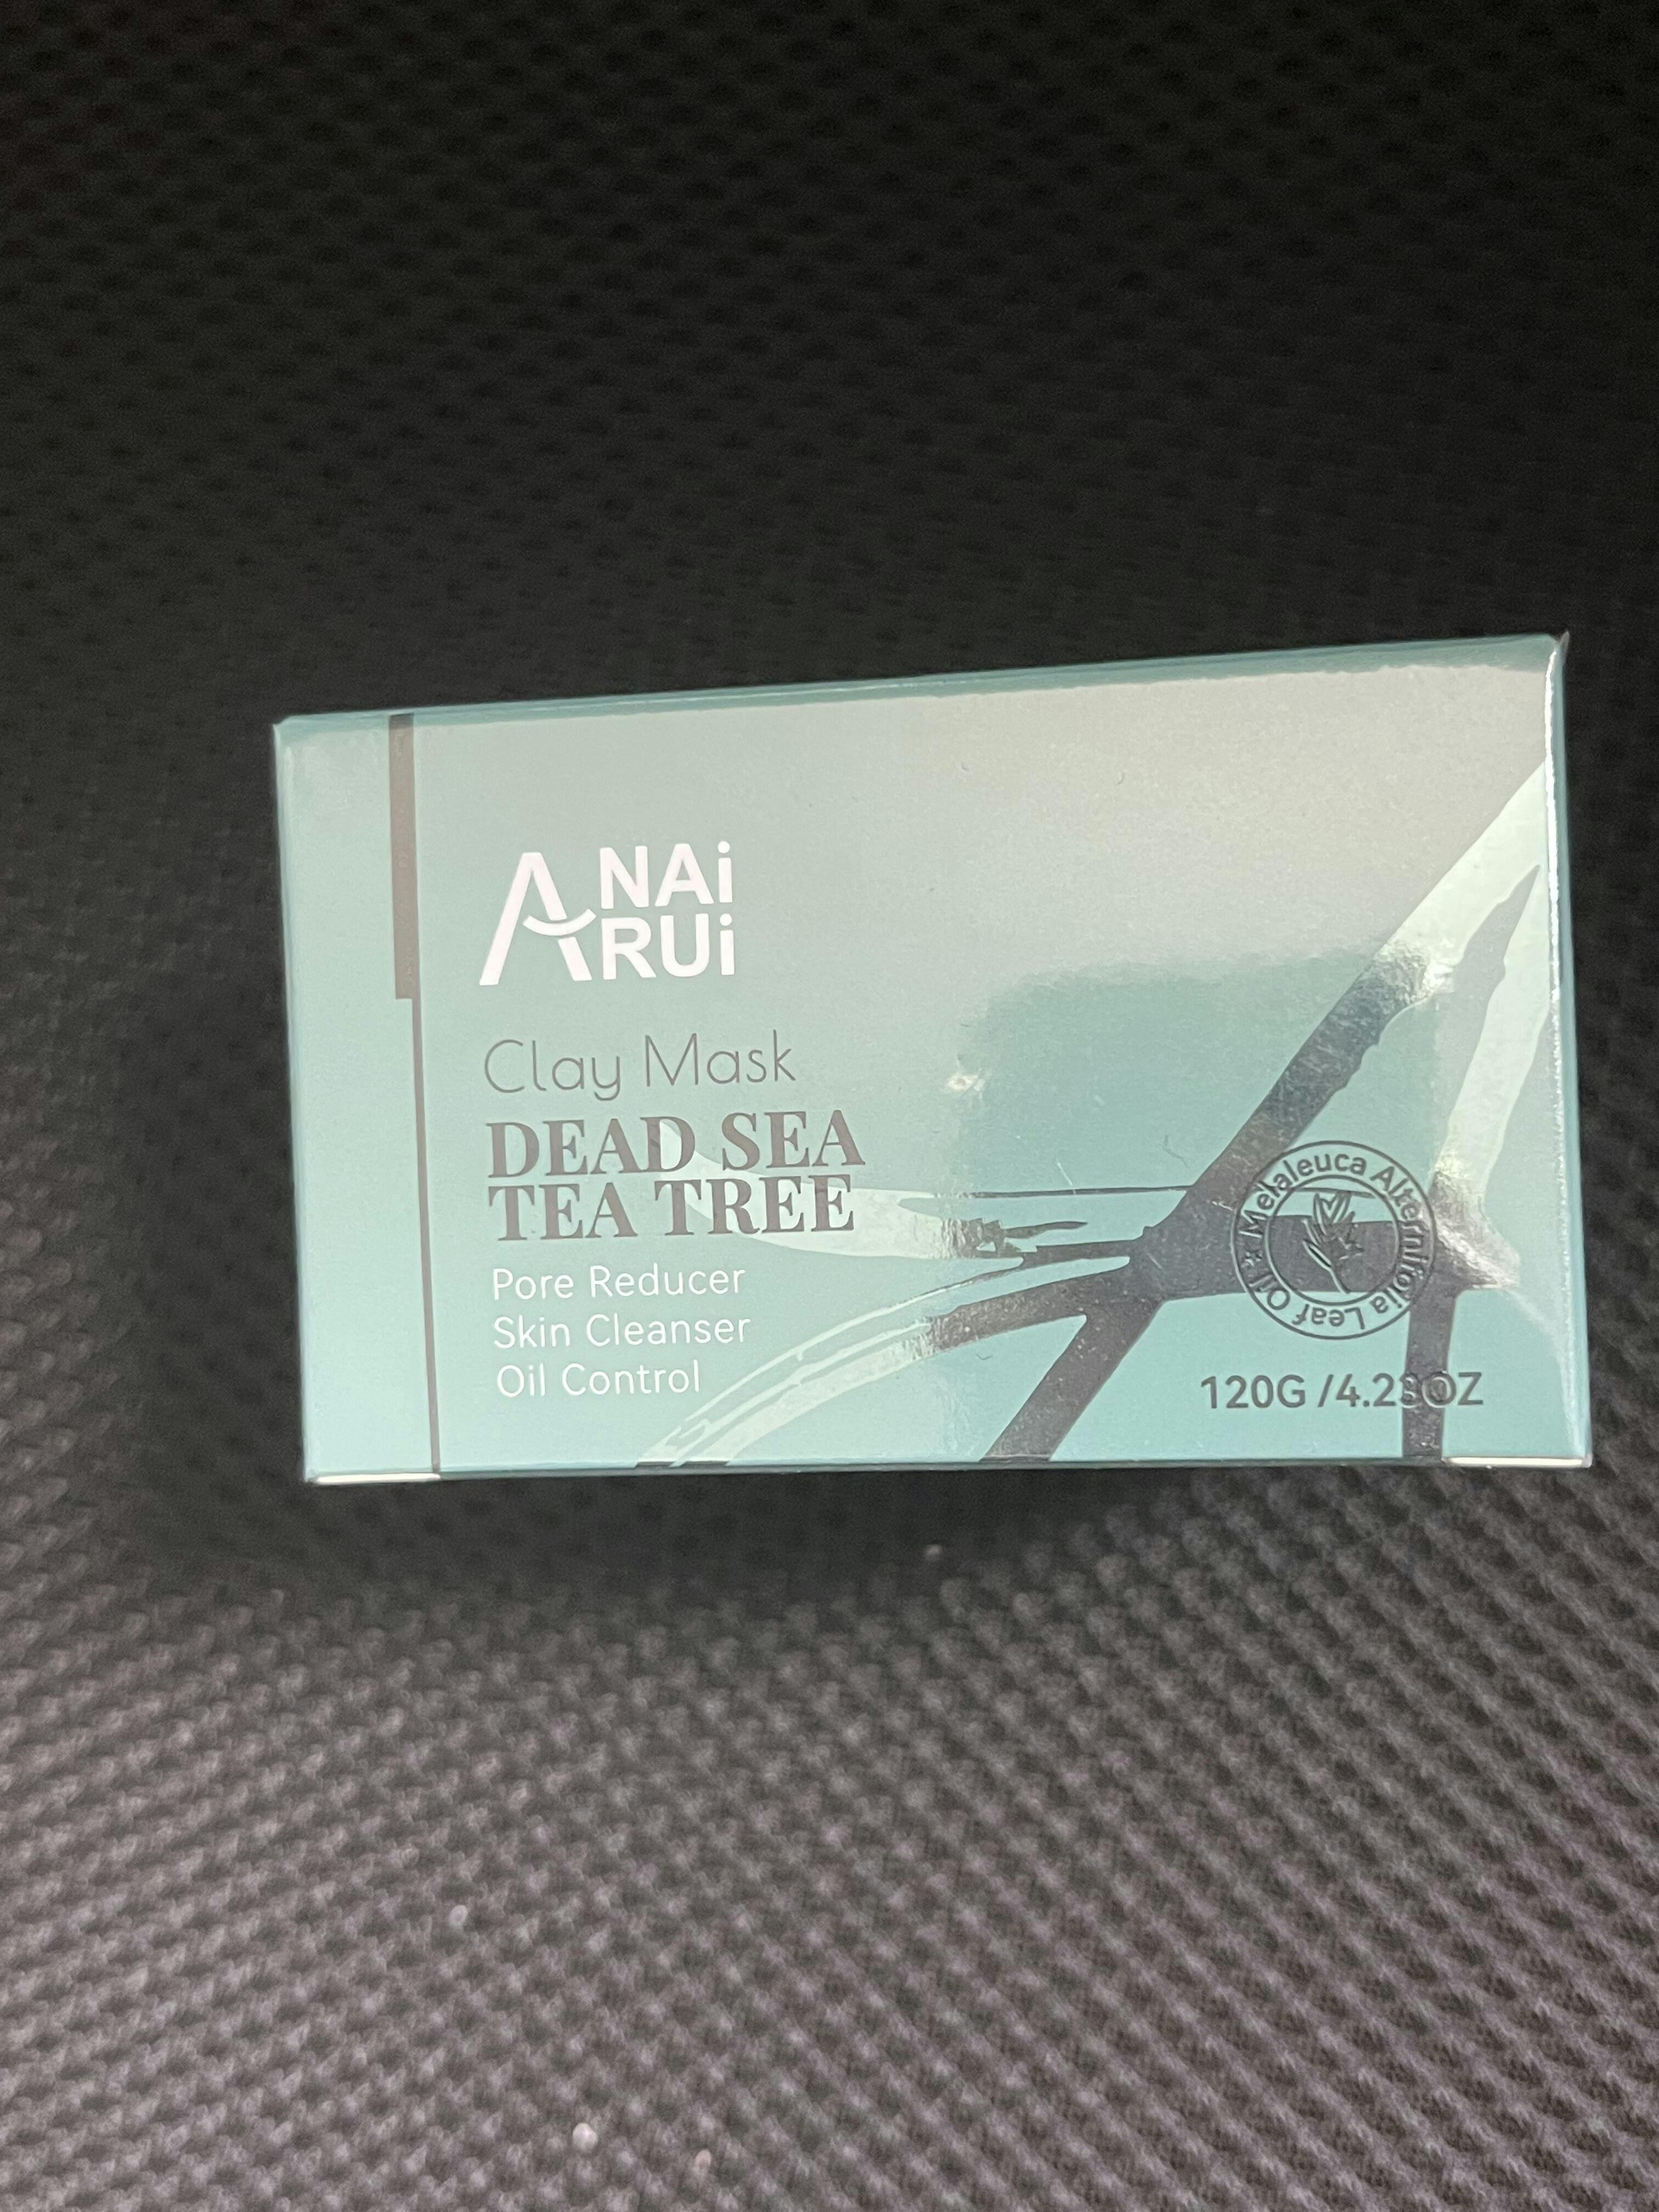 ANAi
RUi
Clay Mask
DEAD SEA
TEA TREE
Pore Reducer
Skin Cleanser
Oil Control
Melaleuca Alternifolia Leaf Oil
120G /4.23OZ